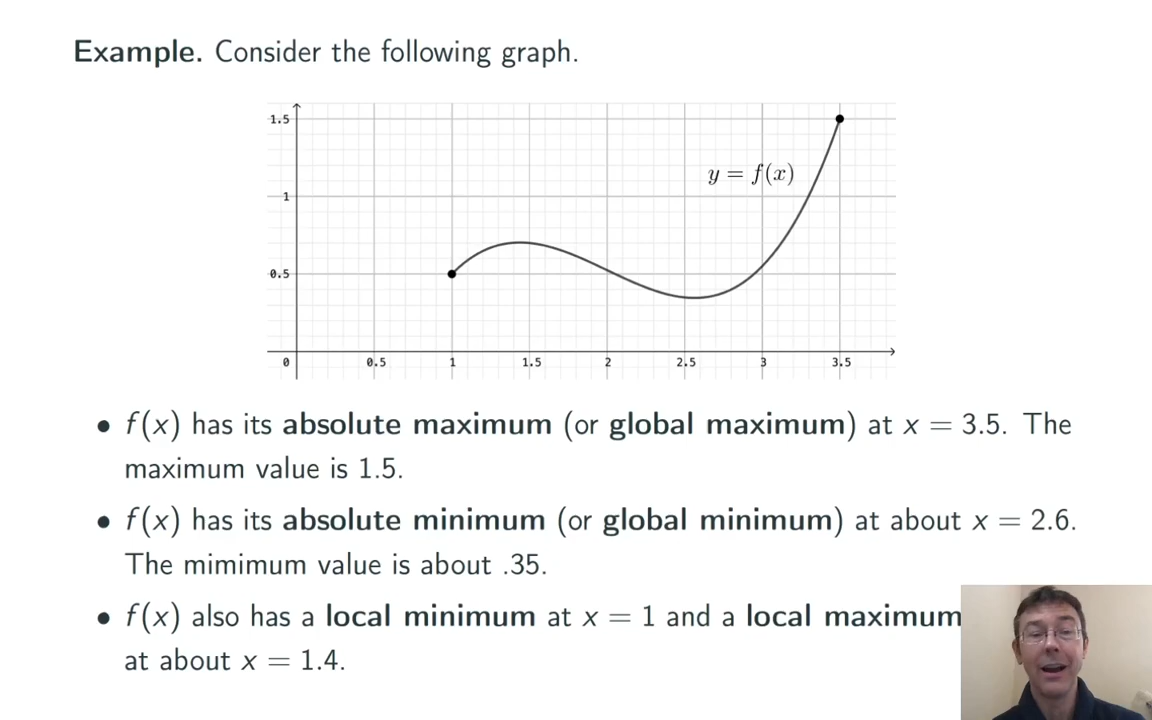 Example. Consider the following graph.
1.5
y = f(x)
1
0.5
0 0.5 1 1.5 2 2.5 3 3.5
• f(x) has its absolute maximum (or global maximum) at x = 3.5. The
maximum value is 1.5.
• f(x) has its absolute minimum (or global minimum) at about x = 2.6.
The mimimum value is about .35.
• f(x) also has a local minimum at x = 1 and a local maximum
at about x = 1.4.